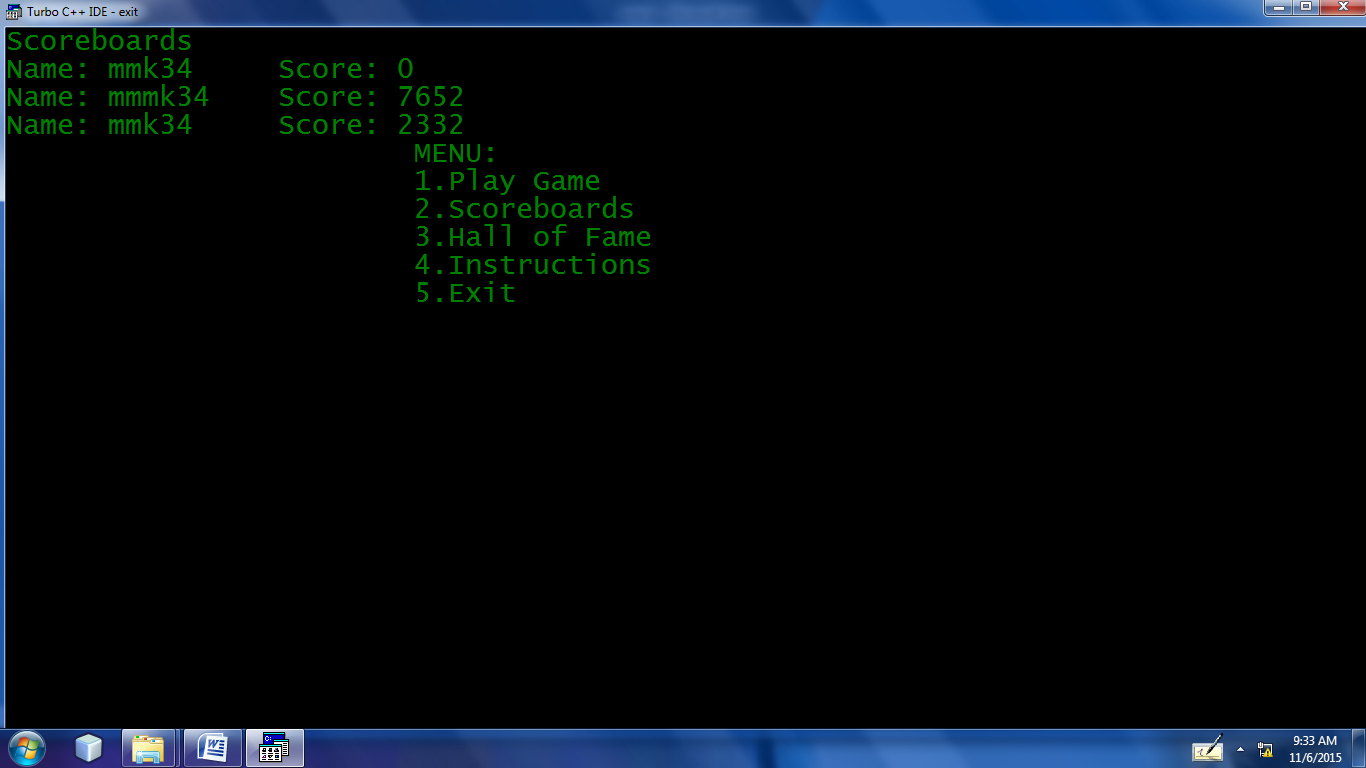 Turbo C++ IDE - exit
Scoreboards
Name: mmk34     Score: 0
Name: mmmk34    Score: 7652
Name: mmk34     Score: 2332
MENU:
1.Play Game
2.Scoreboards
3.Hall of Fame
4.Instructions
5.Exit
9:33 AM
11/6/2015